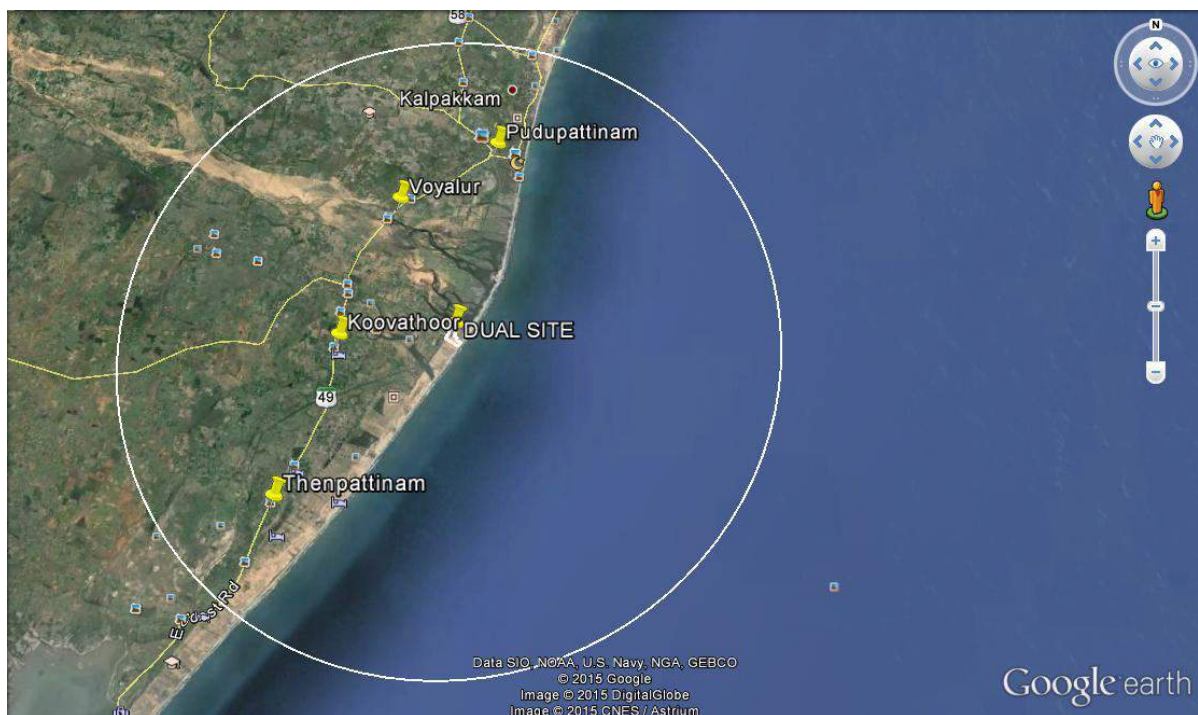 58
N
Kalpakkam
Pudupattinam
Voyalur
Koovathoor
DUAL SITE
49
Thenpattinam
East Coast Rd
Data SIO, NOAA, U.S. Navy, NGA, GEBCO
© 2015 Google
Image © 2015 DigitalGlobe
Image © 2015 CNES / Astrium
Google earth